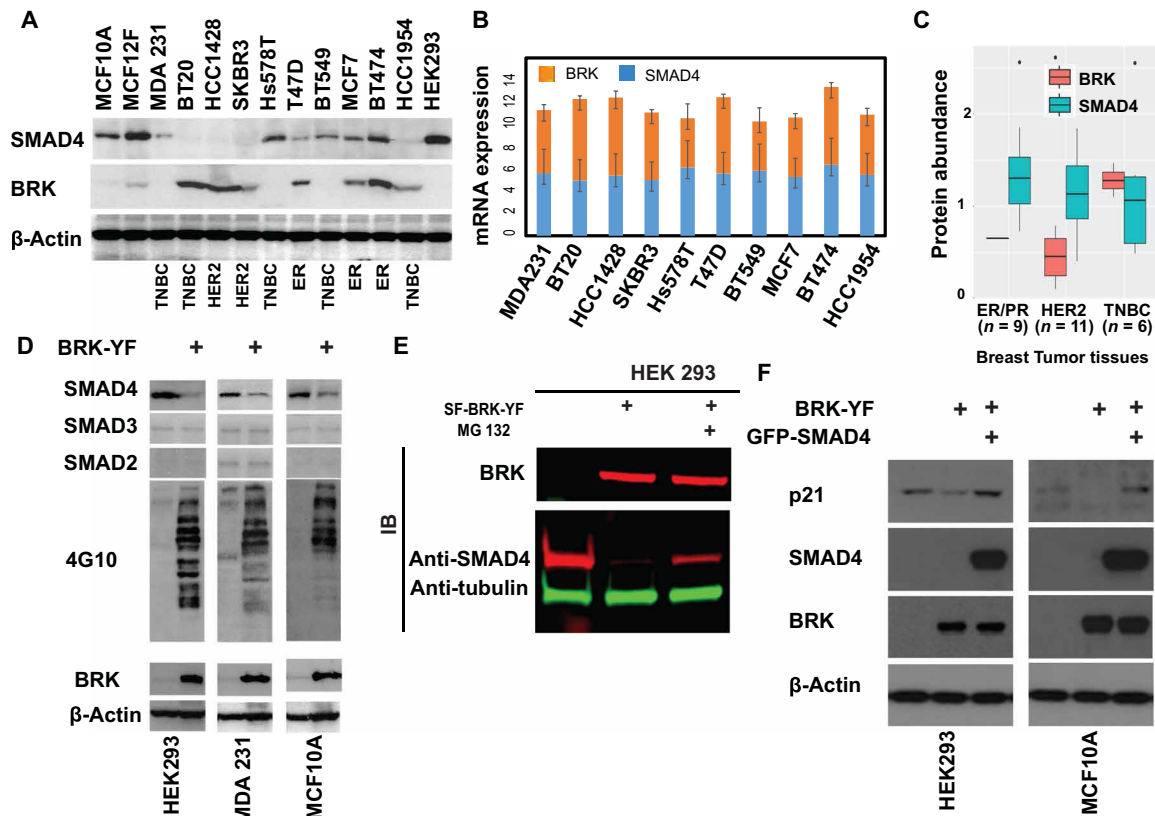 A
MCF10A
MCF12F
MDA 231
BT20
HCC1428
SKBR3
Hs578T
T47D
BT549
MCF7
BT474
HCC1954
HEK293
SMAD4
BRK
β-Actin
TNBC
TNBC
HER2
HER2
TNBC
ER
TNBC
ER
ER
TNBC
B
BRK SMAD4
mRNA expression
14
12
10
8
6
4
2
0
MDA231
BT20
HCC1428
SKBR3
Hs578T
T47D
BT549
MCF7
BT474
HCC1954
C
BRK
SMAD4
Protein abundance
2
1
0
ER/PR HER2 TNBC
(n = 9) (n = 11) (n = 6)
Breast Tumor tissues
D
BRK-YF + + +
SMAD4
SMAD3
SMAD2
4G10
BRK
β-Actin
HEK293
MDA 231
MCF10A
E
HEK 293
SF-BRK-YF + +
MG 132 +
IB
BRK
Anti-SMAD4
Anti-tubulin
F
BRK-YF + + + +
GFP-SMAD4 + +
p21
SMAD4
BRK
β-Actin
HEK293
MCF10A